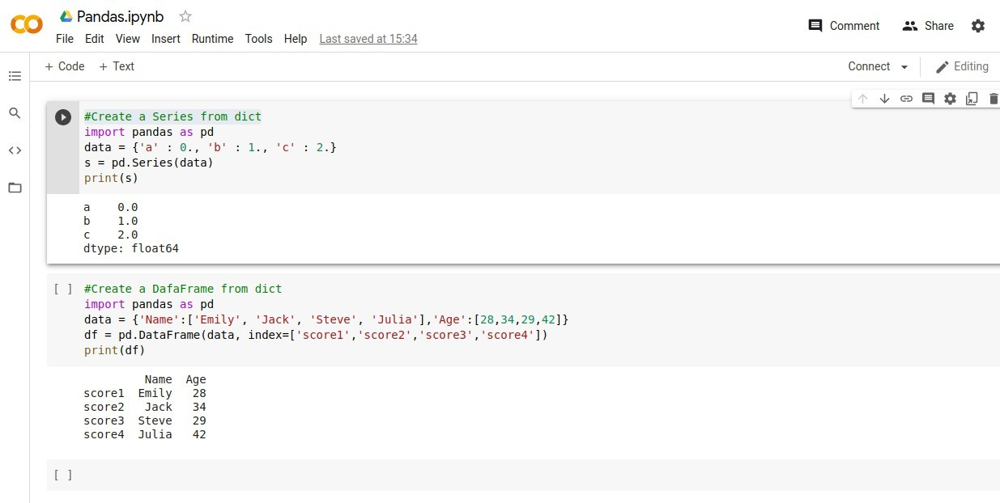 Pandas.ipynb
Comment
Share
File Edit View Insert Runtime Tools Help Last saved at 15:34
+ Code + Text
Connect
Editing
#Create a Series from dict
import pandas as pd
data = {'a' : 0., 'b' : 1., 'c' : 2.}
s = pd.Series(data)
print(s)
a    0.0
b    1.0
c    2.0
dtype: float64
[ ] #Create a DafaFrame from dict
import pandas as pd
data = {'Name':['Emily', 'Jack', 'Steve', 'Julia'],'Age':[28,34,29,42]}
df = pd.DataFrame(data, index=['score1','score2','score3','score4'])
print(df)
         Name  Age
score1  Emily   28
score2   Jack   34
score3  Steve   29
score4  Julia   42
[ ]